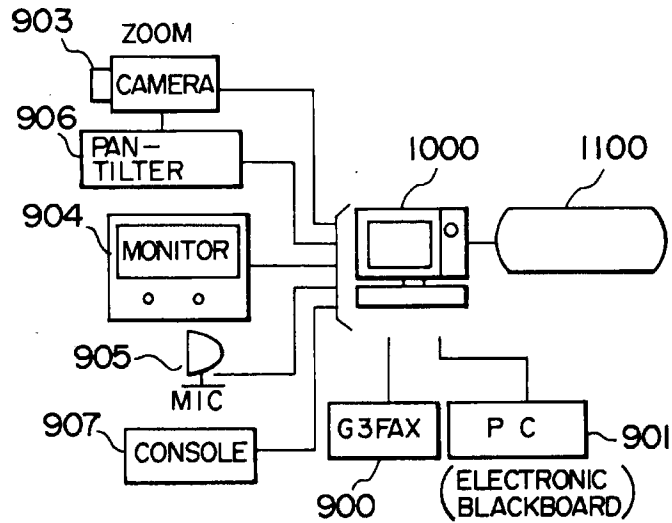 903
ZOOM
CAMERA
906
PAN-
TILTER
904
MONITOR
905
MIC
907
CONSOLE
1000
1100
G3FAX
900
PC
901
(ELECTRONIC
BLACKBOARD)